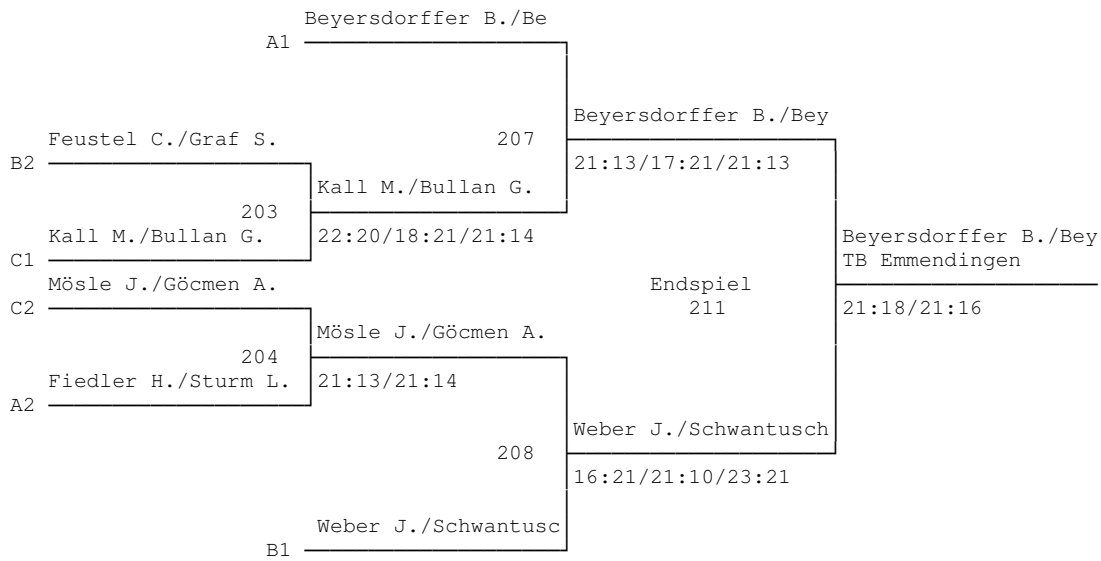 Beyersdorffer B./Be
A1
Beyersdorffer B./Bey
Feustel C./Graf S.
207
B2
21:13/17:21/21:13
Kall M./Bullan G.
203
Kall M./Bullan G.
22:20/18:21/21:14
Beyersdorffer B./Bey
C1
TB Emmendingen
Mösle J./Göcmen A.
Endspiel
C2
211
21:18/21:16
Mösle J./Göcmen A.
204
Fiedler H./Sturm L.
21:13/21:14
A2
Weber J./Schwantusch
208
16:21/21:10/23:21
Weber J./Schwantusc
B1